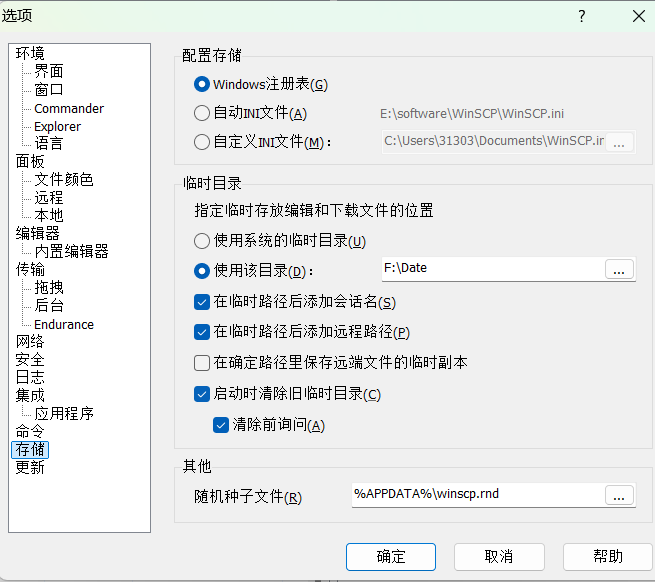 选项
?
环境
界面
窗口
Commander
Explorer
语言
面板
文件颜色
远程
本地
编辑器
内置编辑器
传输
拖拽
后台
Endurance
网络
安全
日志
集成
应用程序
命令
存储
更新
配置存储
Windows注册表(G)
自动INI文件(A) E:\software\WinSCP\WinSCP.ini
自定义INI文件(M)： C:\Users\31303\Documents\WinSCP.ir ...
临时目录
指定临时存放编辑和下载文件的位置
使用系统的临时目录(U)
使用该目录(D)： F:\Date ...
在临时路径后添加会话名(S)
在临时路径后添加远程路径(P)
在确定路径里保存远端文件的临时副本
启动时清除旧临时目录(C)
清除前询问(A)
其他
随机种子文件(R) %APPDATA%\winscp.rnd ...
确定 取消 帮助